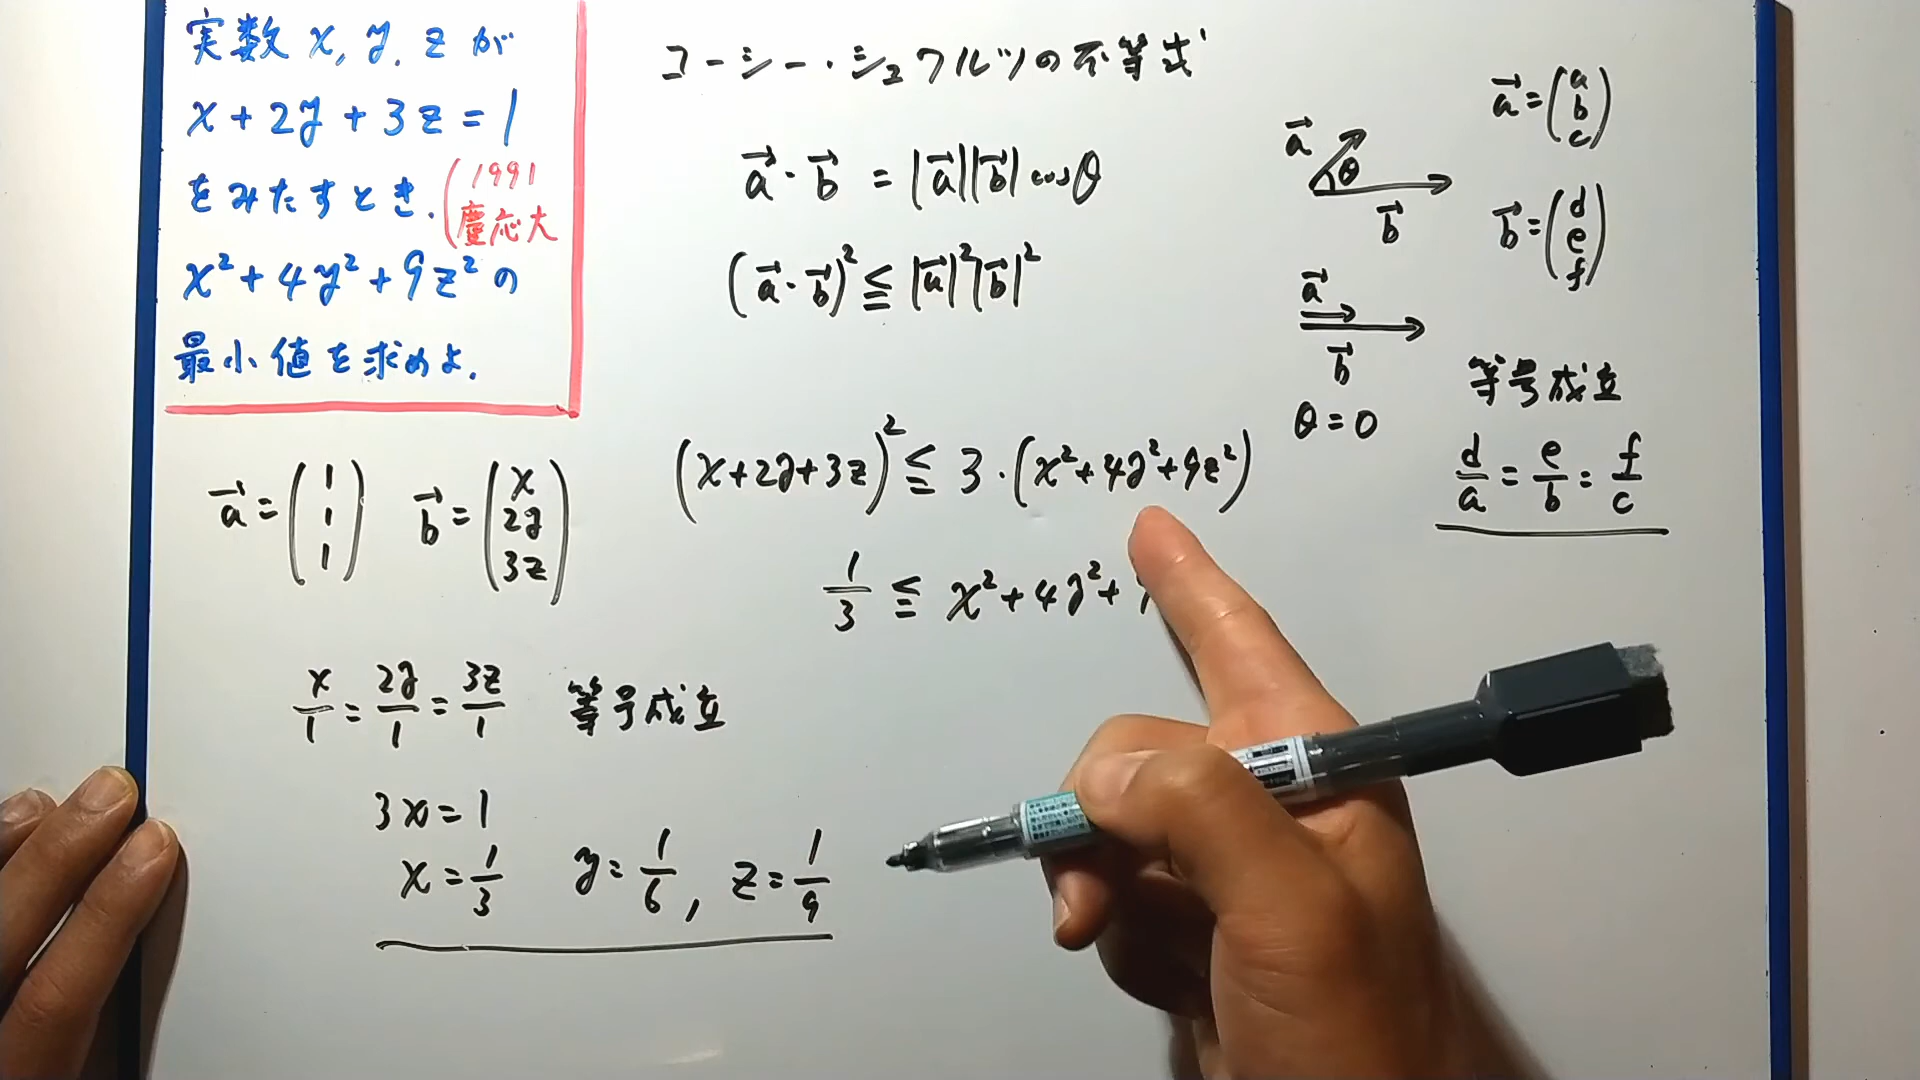 実数 x, y, z が
x + 2y + 3z = 1
をみたすとき.
(1991
慶応大
x² + 4y² + 9z² の
最小値を求めよ.
コーシー・シュワルツの不等式
a⃗・b⃗ = |a⃗||b⃗| cosθ
(a⃗・b⃗)² ≦ |a⃗|²|b⃗|²
a⃗
θ
b⃗
a⃗ = (a b c)
b⃗ = (d e f)
a⃗
b⃗
θ = 0
等号成立
d/a = e/b = f/c
a⃗ = (1 1 1) b⃗ = (x 2y 3z)
(x+2y+3z)² ≦ 3・(x²+4y²+9z²)
1/3 ≦ x² + 4y² +
x/1 = 2y/1 = 3z/1 等号成立
3x = 1
x = 1/3 y = 1/6, z = 1/9